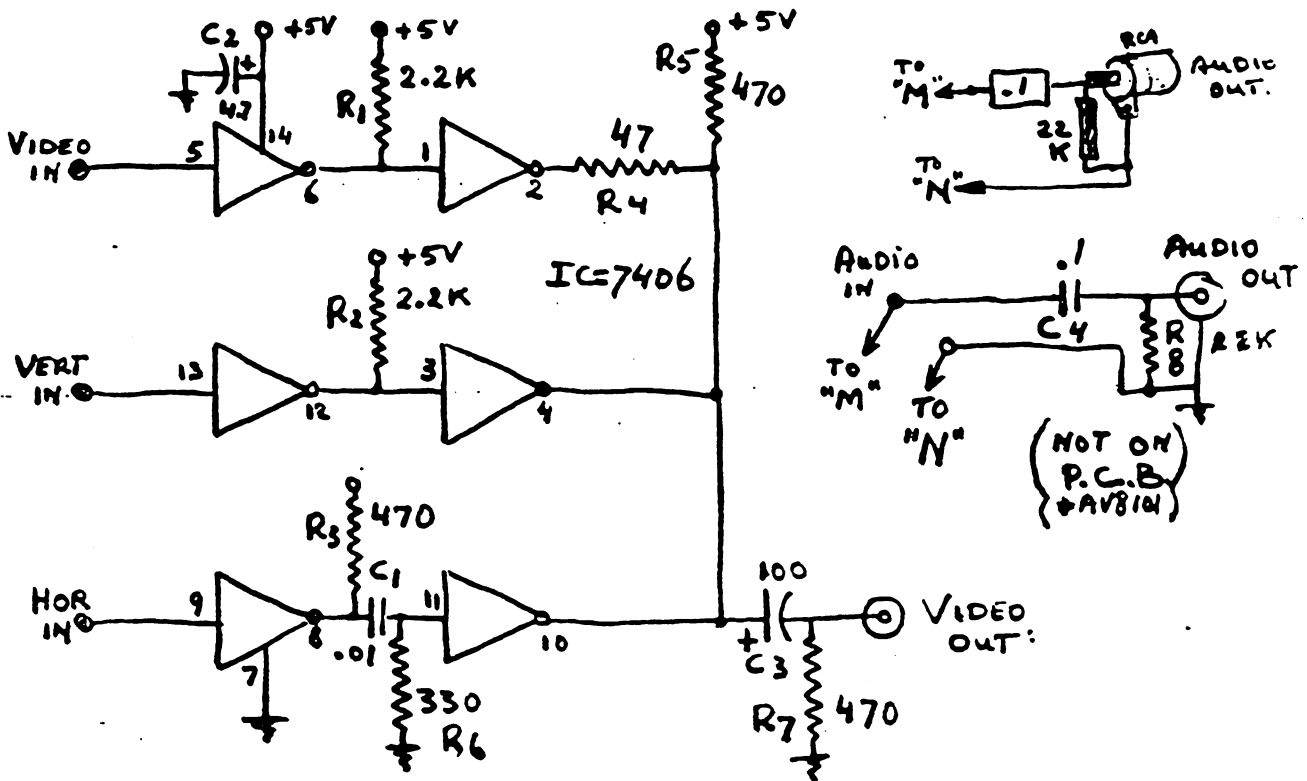 C2
+
47
+5V
14
VIDEO
IN
5
6
+5V
2.2K
R1
1
2
47
R4
+5V
R5
470
TO
"M"
.1
RCA
AUDIO
OUT.
22
K
TO
"N"
VERT
IN
13
12
+5V
2.2K
R2
3
4
IC=7406
AUDIO
IN
TO
"M"
TO
"N"
.1
C4
R
8
AUDIO
OUT
(NOT ON
P.C.B
HOR
IN
9
7
8
R3
470
C1
.01
11
10
330
R6
100
+
C3
R7
470
VIDEO
OUT: